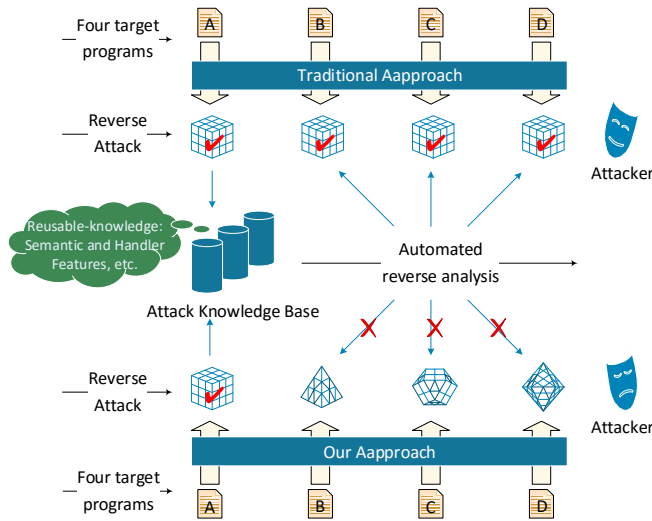 Four target
programs
A
B
C
D
Traditional Aapproach
Reverse
Attack
Attacker
Reusable-knowledge:
Semantic and Handler
Features, etc.
Automated
reverse analysis
Attack Knowledge Base
X
X
X
Reverse
Attack
Attacker
Our Aapproach
Four target
programs
A
B
C
D